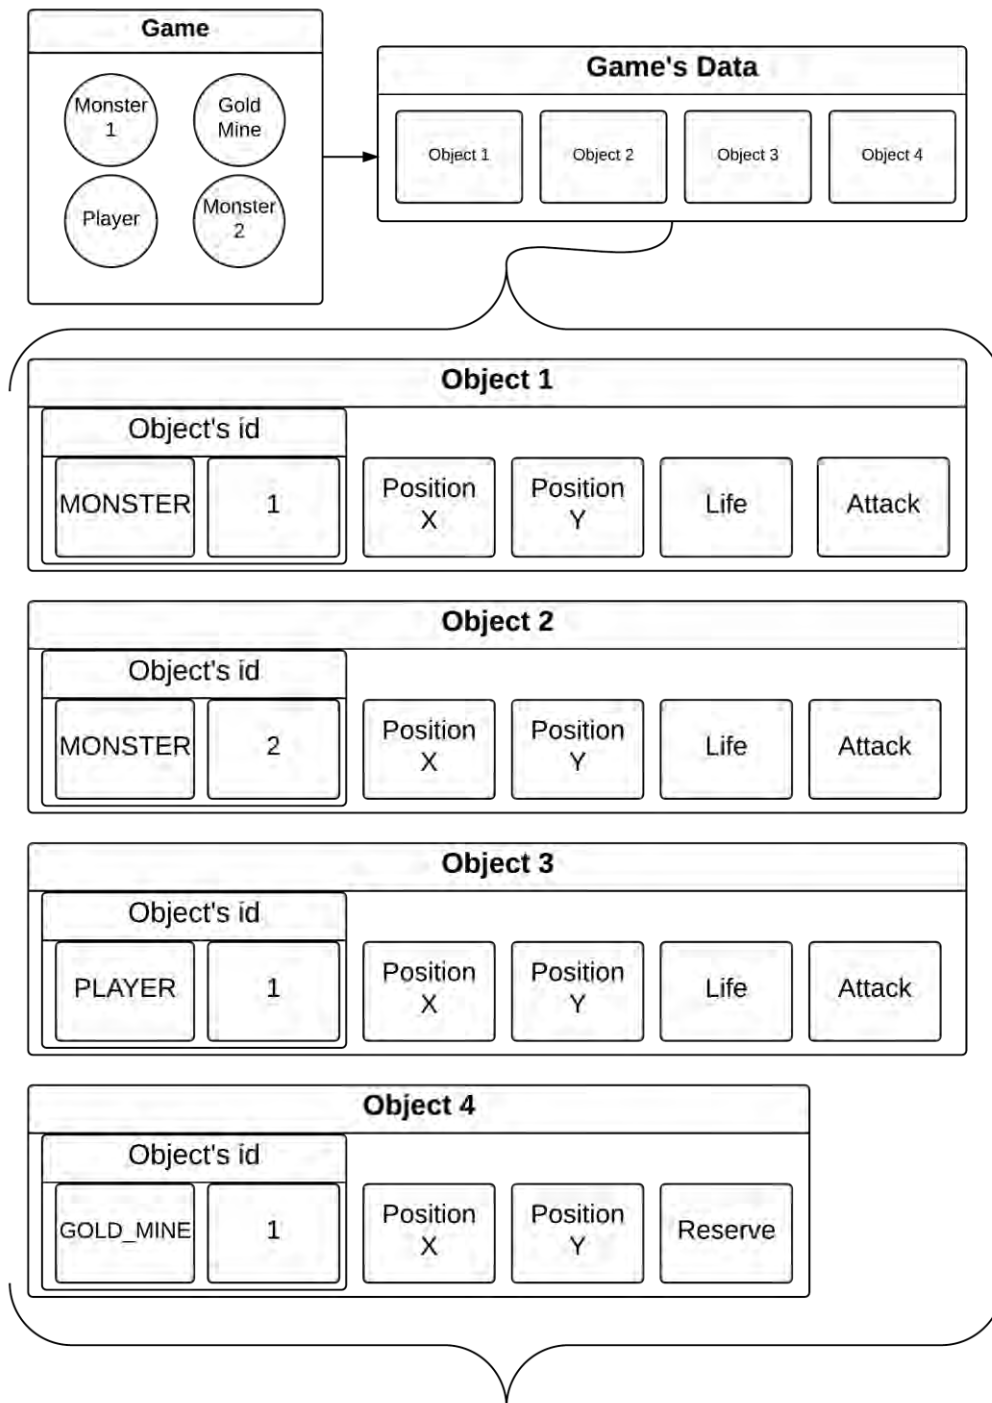 Game
Monster
1
Gold
Mine
Player
Monster
2
Game's Data
Object 1
Object 2
Object 3
Object 4
Object 1
Object's id
MONSTER
1
Position
X
Position
Y
Life
Attack
Object 2
Object's id
MONSTER
2
Position
X
Position
Y
Life
Attack
Object 3
Object's id
PLAYER
1
Position
X
Position
Y
Life
Attack
Object 4
Object's id
GOLD_MINE
1
Position
X
Position
Y
Reserve